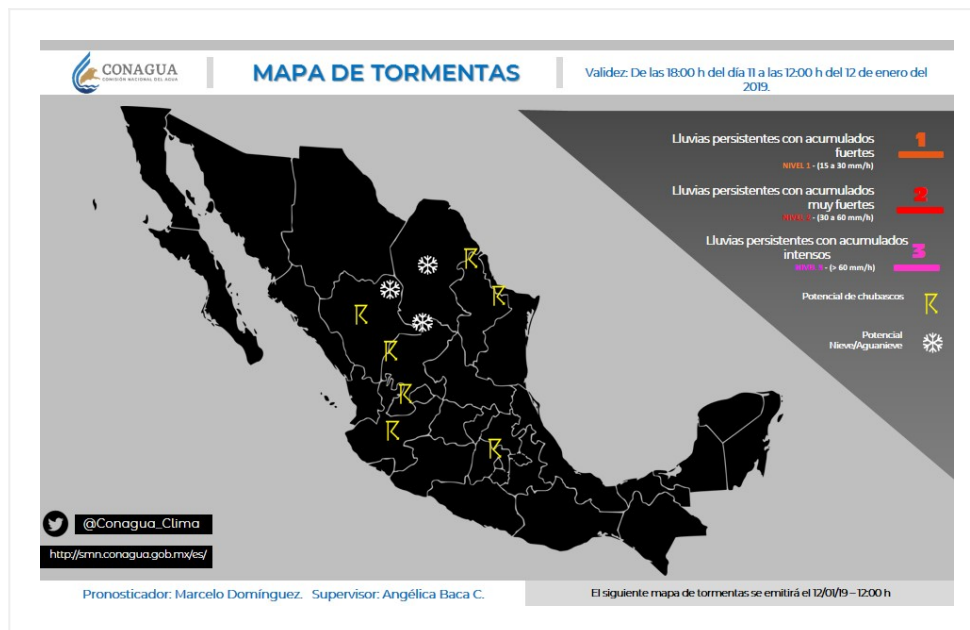 CONAGUA
COMISIÓN NACIONAL DEL AGUA
MAPA DE TORMENTAS
Validez: De las 18:00 h del día 11 a las 12:00 h del 12 de enero del
2019.
Lluvias persistentes con acumulados
fuertes
NIVEL 1 - (15 a 30 mm/h)
1
Lluvias persistentes con acumulados
muy fuertes
NIVEL 2 - (30 a 60 mm/h)
2
Lluvias persistentes con acumulados
intensos
NIVEL 3 - (> 60 mm/h)
3
Potencial de chubascos
Potencial
Nieve/Aguanieve
@Conagua_Clima
http://smn.conagua.gob.mx/es/
Pronosticador: Marcelo Domínguez. Supervisor: Angélica Baca C.
El siguiente mapa de tormentas se emitirá el 12/01/19 – 12:00 h